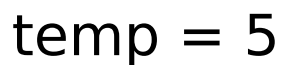 temp = 5